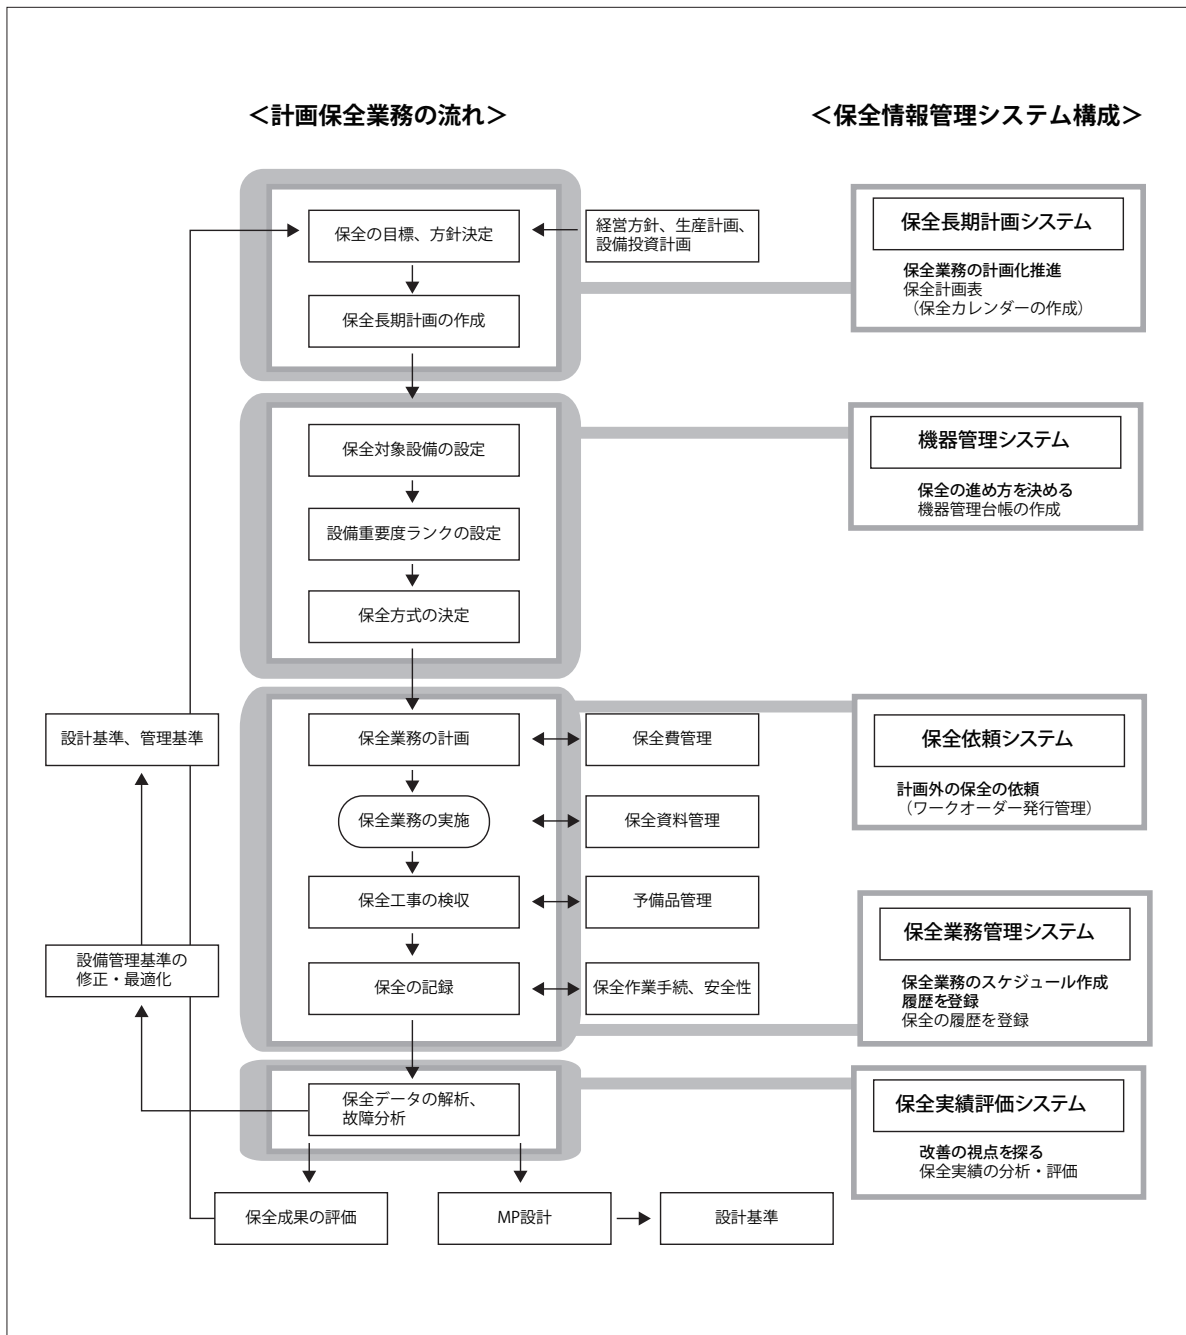 ＜計画保全業務の流れ＞
＜保全情報管理システム構成＞
保全の目標、方針決定
経営方針、生産計画、
設備投資計画
保全長期計画の作成
保全長期計画システム
保全業務の計画化推進
保全計画表
（保全カレンダーの作成）
保全対象設備の設定
設備重要度ランクの設定
保全方式の決定
機器管理システム
保全の進め方を決める
機器管理台帳の作成
設計基準、管理基準
保全業務の計画
保全費管理
保全業務の実施
保全資料管理
保全依頼システム
計画外の保全の依頼
（ワークオーダー発行管理）
保全工事の検収
予備品管理
設備管理基準の
修正・最適化
保全の記録
保全作業手続、安全性
保全業務管理システム
保全業務のスケジュール作成
履歴を登録
保全の履歴を登録
保全データの解析、
故障分析
保全実績評価システム
改善の視点を探る
保全実績の分析・評価
保全成果の評価
MP設計
設計基準